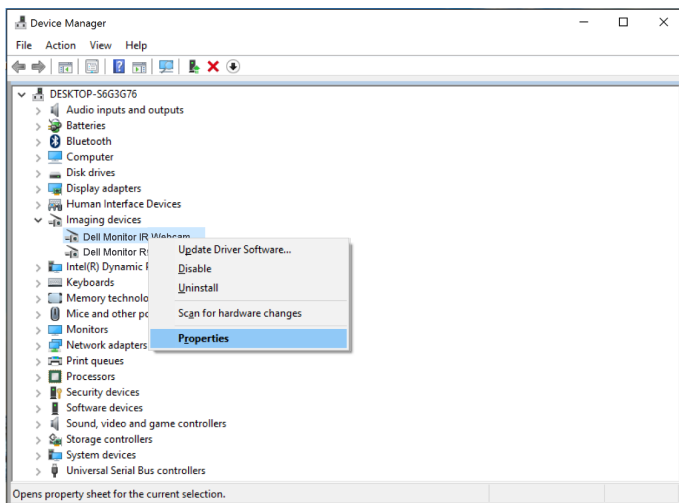 Device Manager
File Action View Help
DESKTOP-S6G3G76
Audio inputs and outputs
Batteries
Bluetooth
Computer
Disk drives
Display adapters
Human Interface Devices
Imaging devices
Dell Monitor IR Webcam
Dell Monitor
Update Driver Software...
Intel(R) Dynamic
Disable
Keyboards
Uninstall
Memory
Scan for hardware changes
Mice and other
Monitors
Properties
Network adapters
Print queues
Processors
Security devices
Software devices
Sound, video and game controllers
Storage controllers
System devices
Universal Serial Bus controllers
Opens property sheet for the current selection.